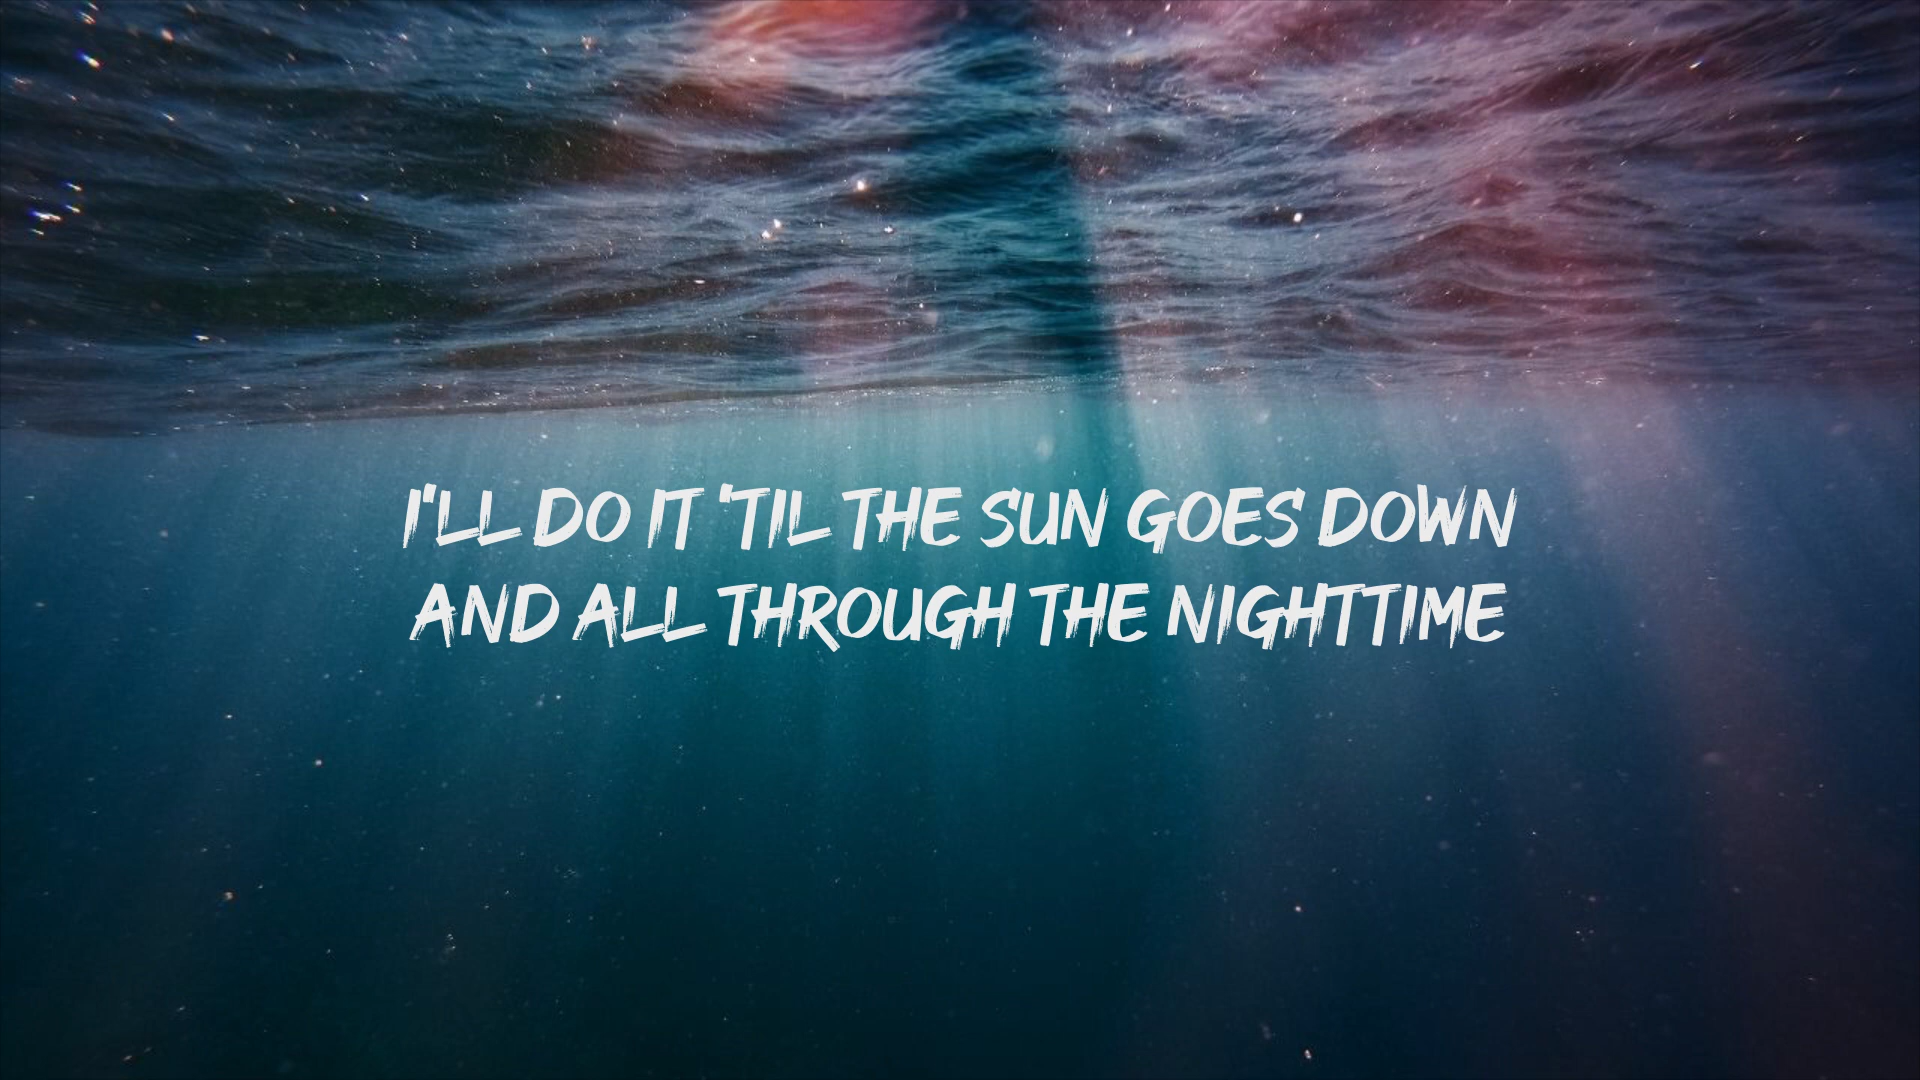 I'LL DO IT 'TIL THE SUN GOES DOWN
AND ALL THROUGH THE NIGHTTIME